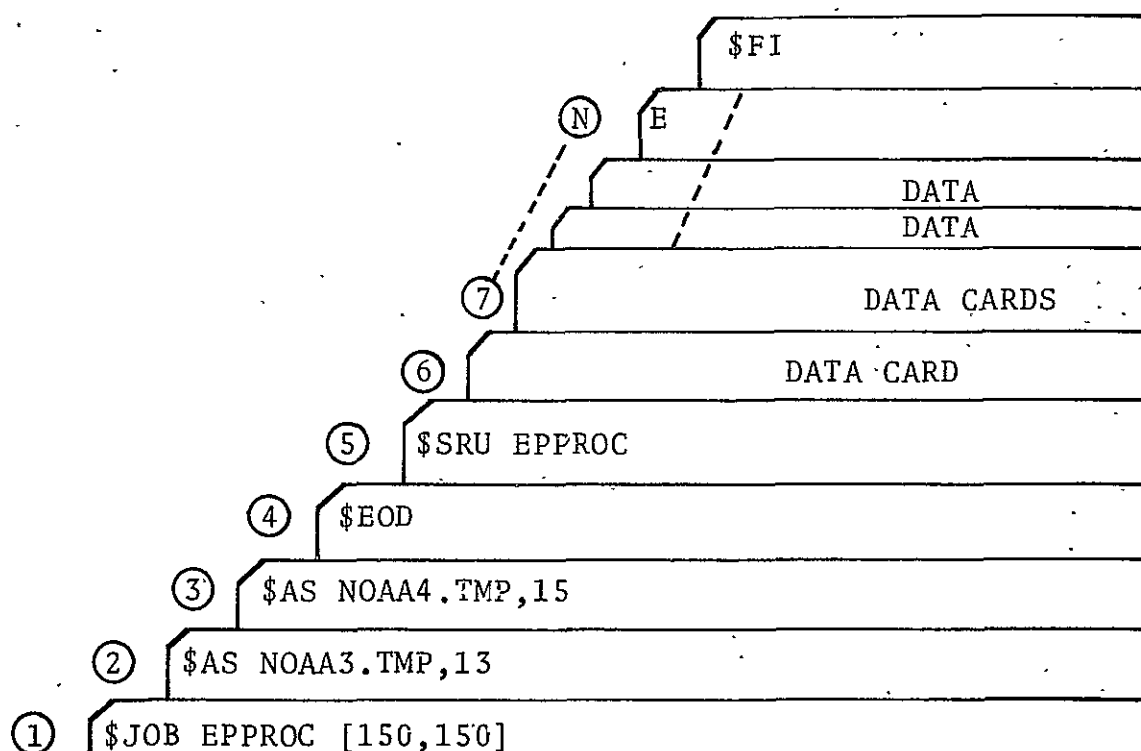 $FI
Ⓝ E
DATA
DATA
⑦ DATA CARDS
⑥ DATA CARD
⑤ $SRU EPPROC
④ $EOD
③ $AS NOAA4.TMP,15
② $AS NOAA3.TMP,13
① $JOB EPPROC [150,150]